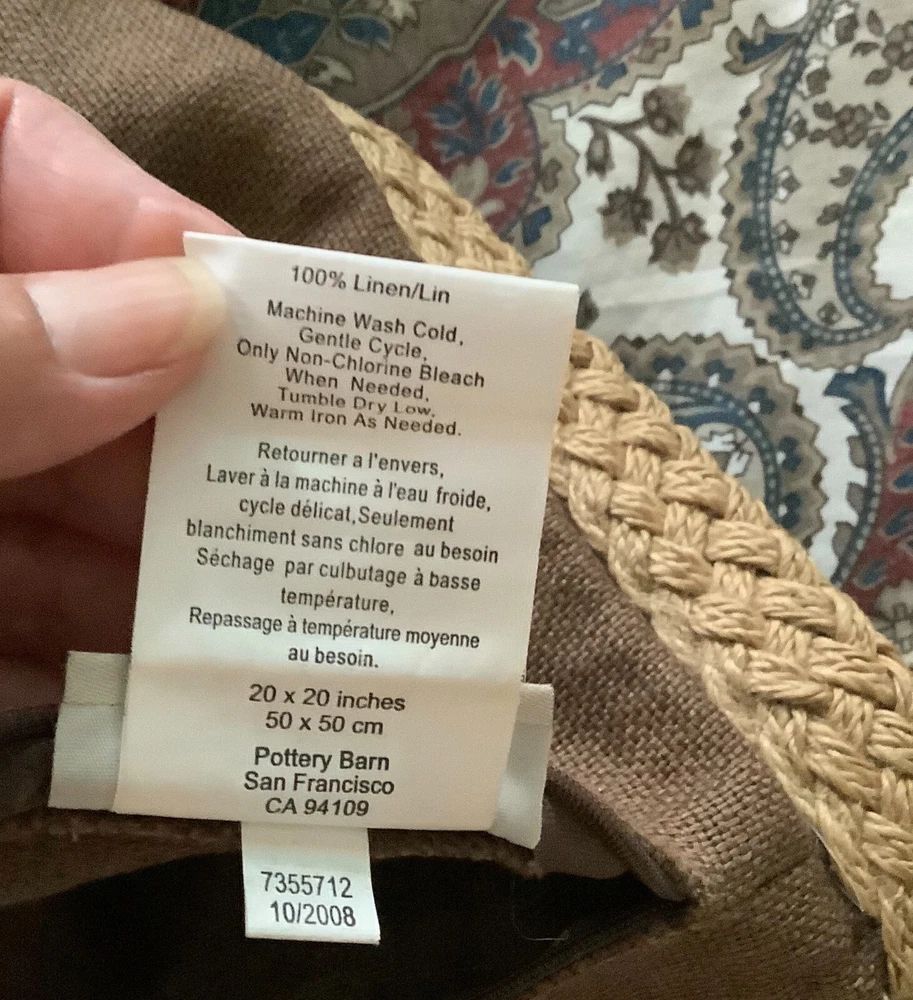 100% Linen/Lin
Machine Wash Cold,
Gentle Cycle,
Only Non-Chlorine Bleach
When Needed,
Tumble Dry Low,
Warm Iron As Needed.
Retourner a l'envers,
Laver à la machine à l'eau froide,
cycle délicat,Seulement
blanchiment sans chlore au besoin
Séchage par culbutage à basse
température,
Repassage à température moyenne
au besoin.
20 x 20 inches
50 x 50 cm
Pottery Barn
San Francisco
CA 94109
7355712
10/2008